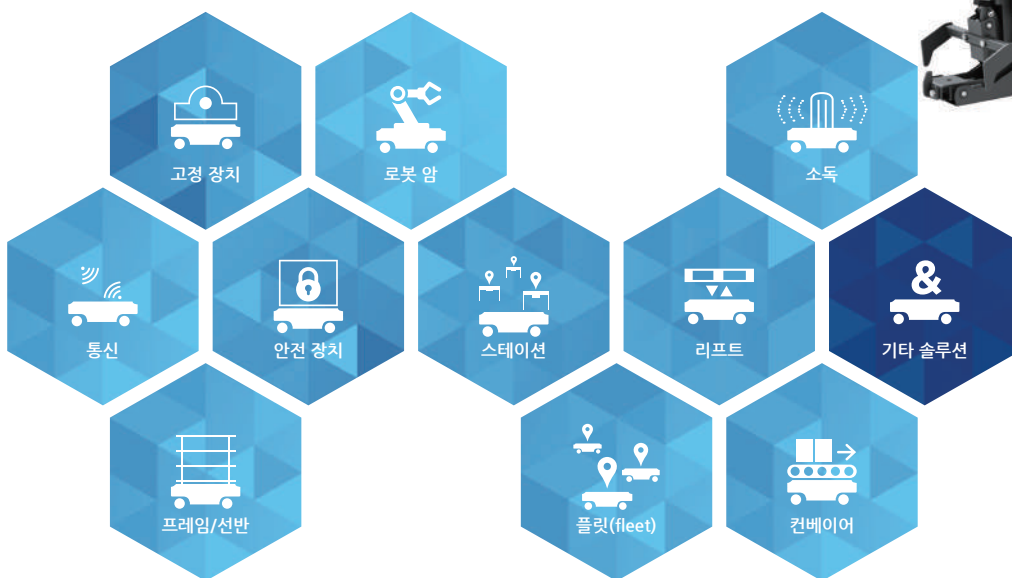 고정 장치
로봇 암
소독
통신
안전 장치
스테이션
리프트
&
기타 솔루션
프레임/선반
플릿(fleet)
컨베이어